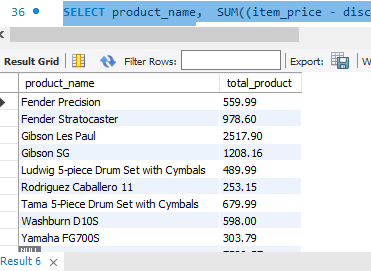 36 SELECT product_name, SUM((item_price - disc
Result Grid Filter Rows: Export: W
product_name total_product
Fender Precision 559.99
Fender Stratocaster 978.60
Gibson Les Paul 2517.90
Gibson SG 1208.16
Ludwig 5-piece Drum Set with Cymbals 489.99
Rodriguez Caballero 11 253.15
Tama 5-Piece Drum Set with Cymbals 679.99
Washburn D10S 598.00
Yamaha FG700S 303.79
NULL
Result 6